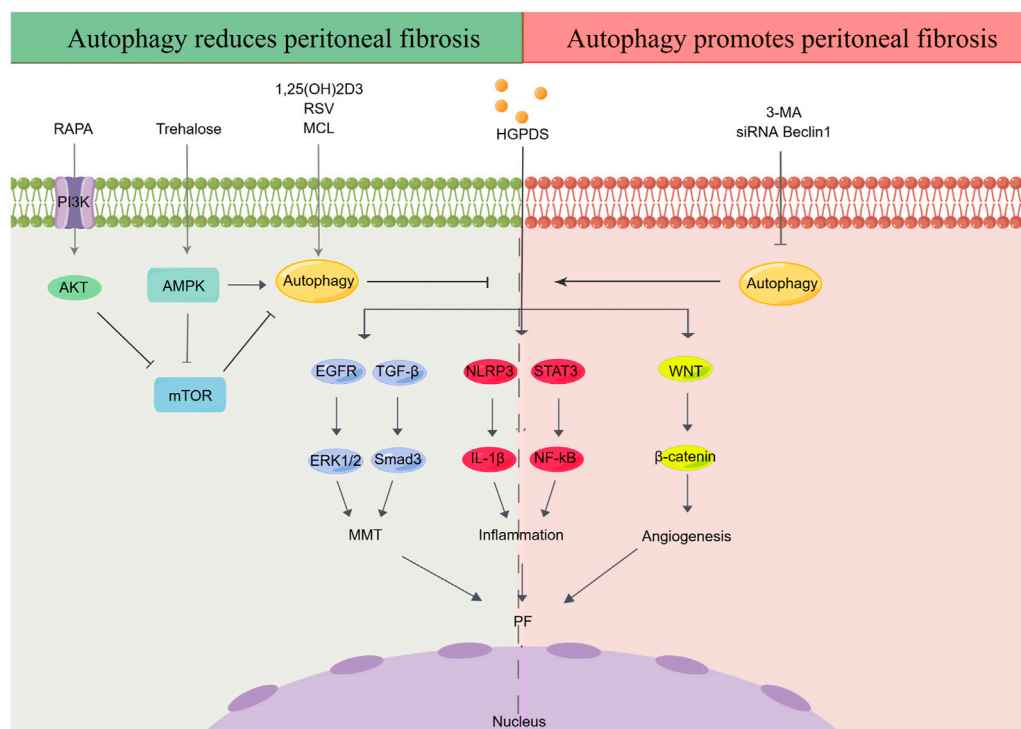 Autophagy reduces peritoneal fibrosis
Autophagy promotes peritoneal fibrosis
RAPA
Trehalose
1,25(OH)2D3
RSV
MCL
HGPDS
3-MA
siRNA Beclin1
PI3K
AKT
AMPK
Autophagy
Autophagy
mTOR
EGFR
TGF-β
NLRP3
STAT3
WNT
ERK1/2
Smad3
IL-1β
NF-kB
β-catenin
MMT
Inflammation
Angiogenesis
PF
Nucleus